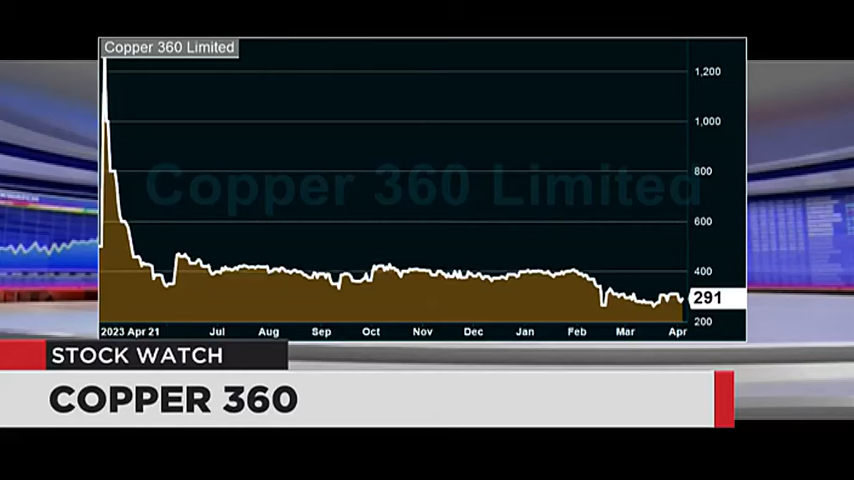 Copper 360 Limited
1,200
1,000
Copper 360 Limited
800
600
400
291
200
2023 Apr 21 Jul Aug Sep Oct Nov Dec Jan Feb Mar Apr
STOCK WATCH
COPPER 360